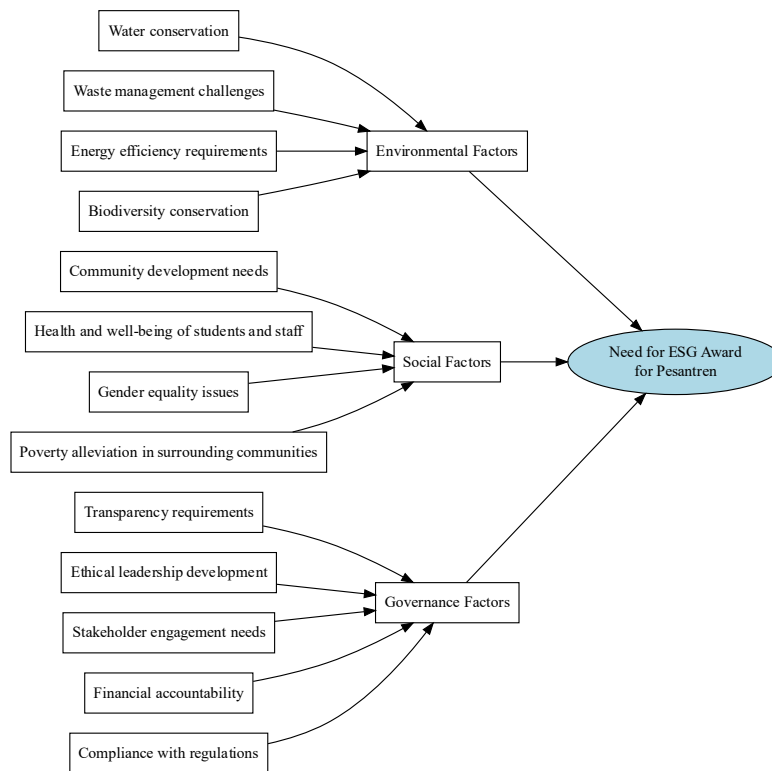 Water conservation
Waste management challenges
Energy efficiency requirements
Biodiversity conservation
Environmental Factors
Community development needs
Health and well-being of students and staff
Gender equality issues
Poverty alleviation in surrounding communities
Social Factors
Transparency requirements
Ethical leadership development
Stakeholder engagement needs
Financial accountability
Compliance with regulations
Governance Factors
Need for ESG Award
for Pesantren